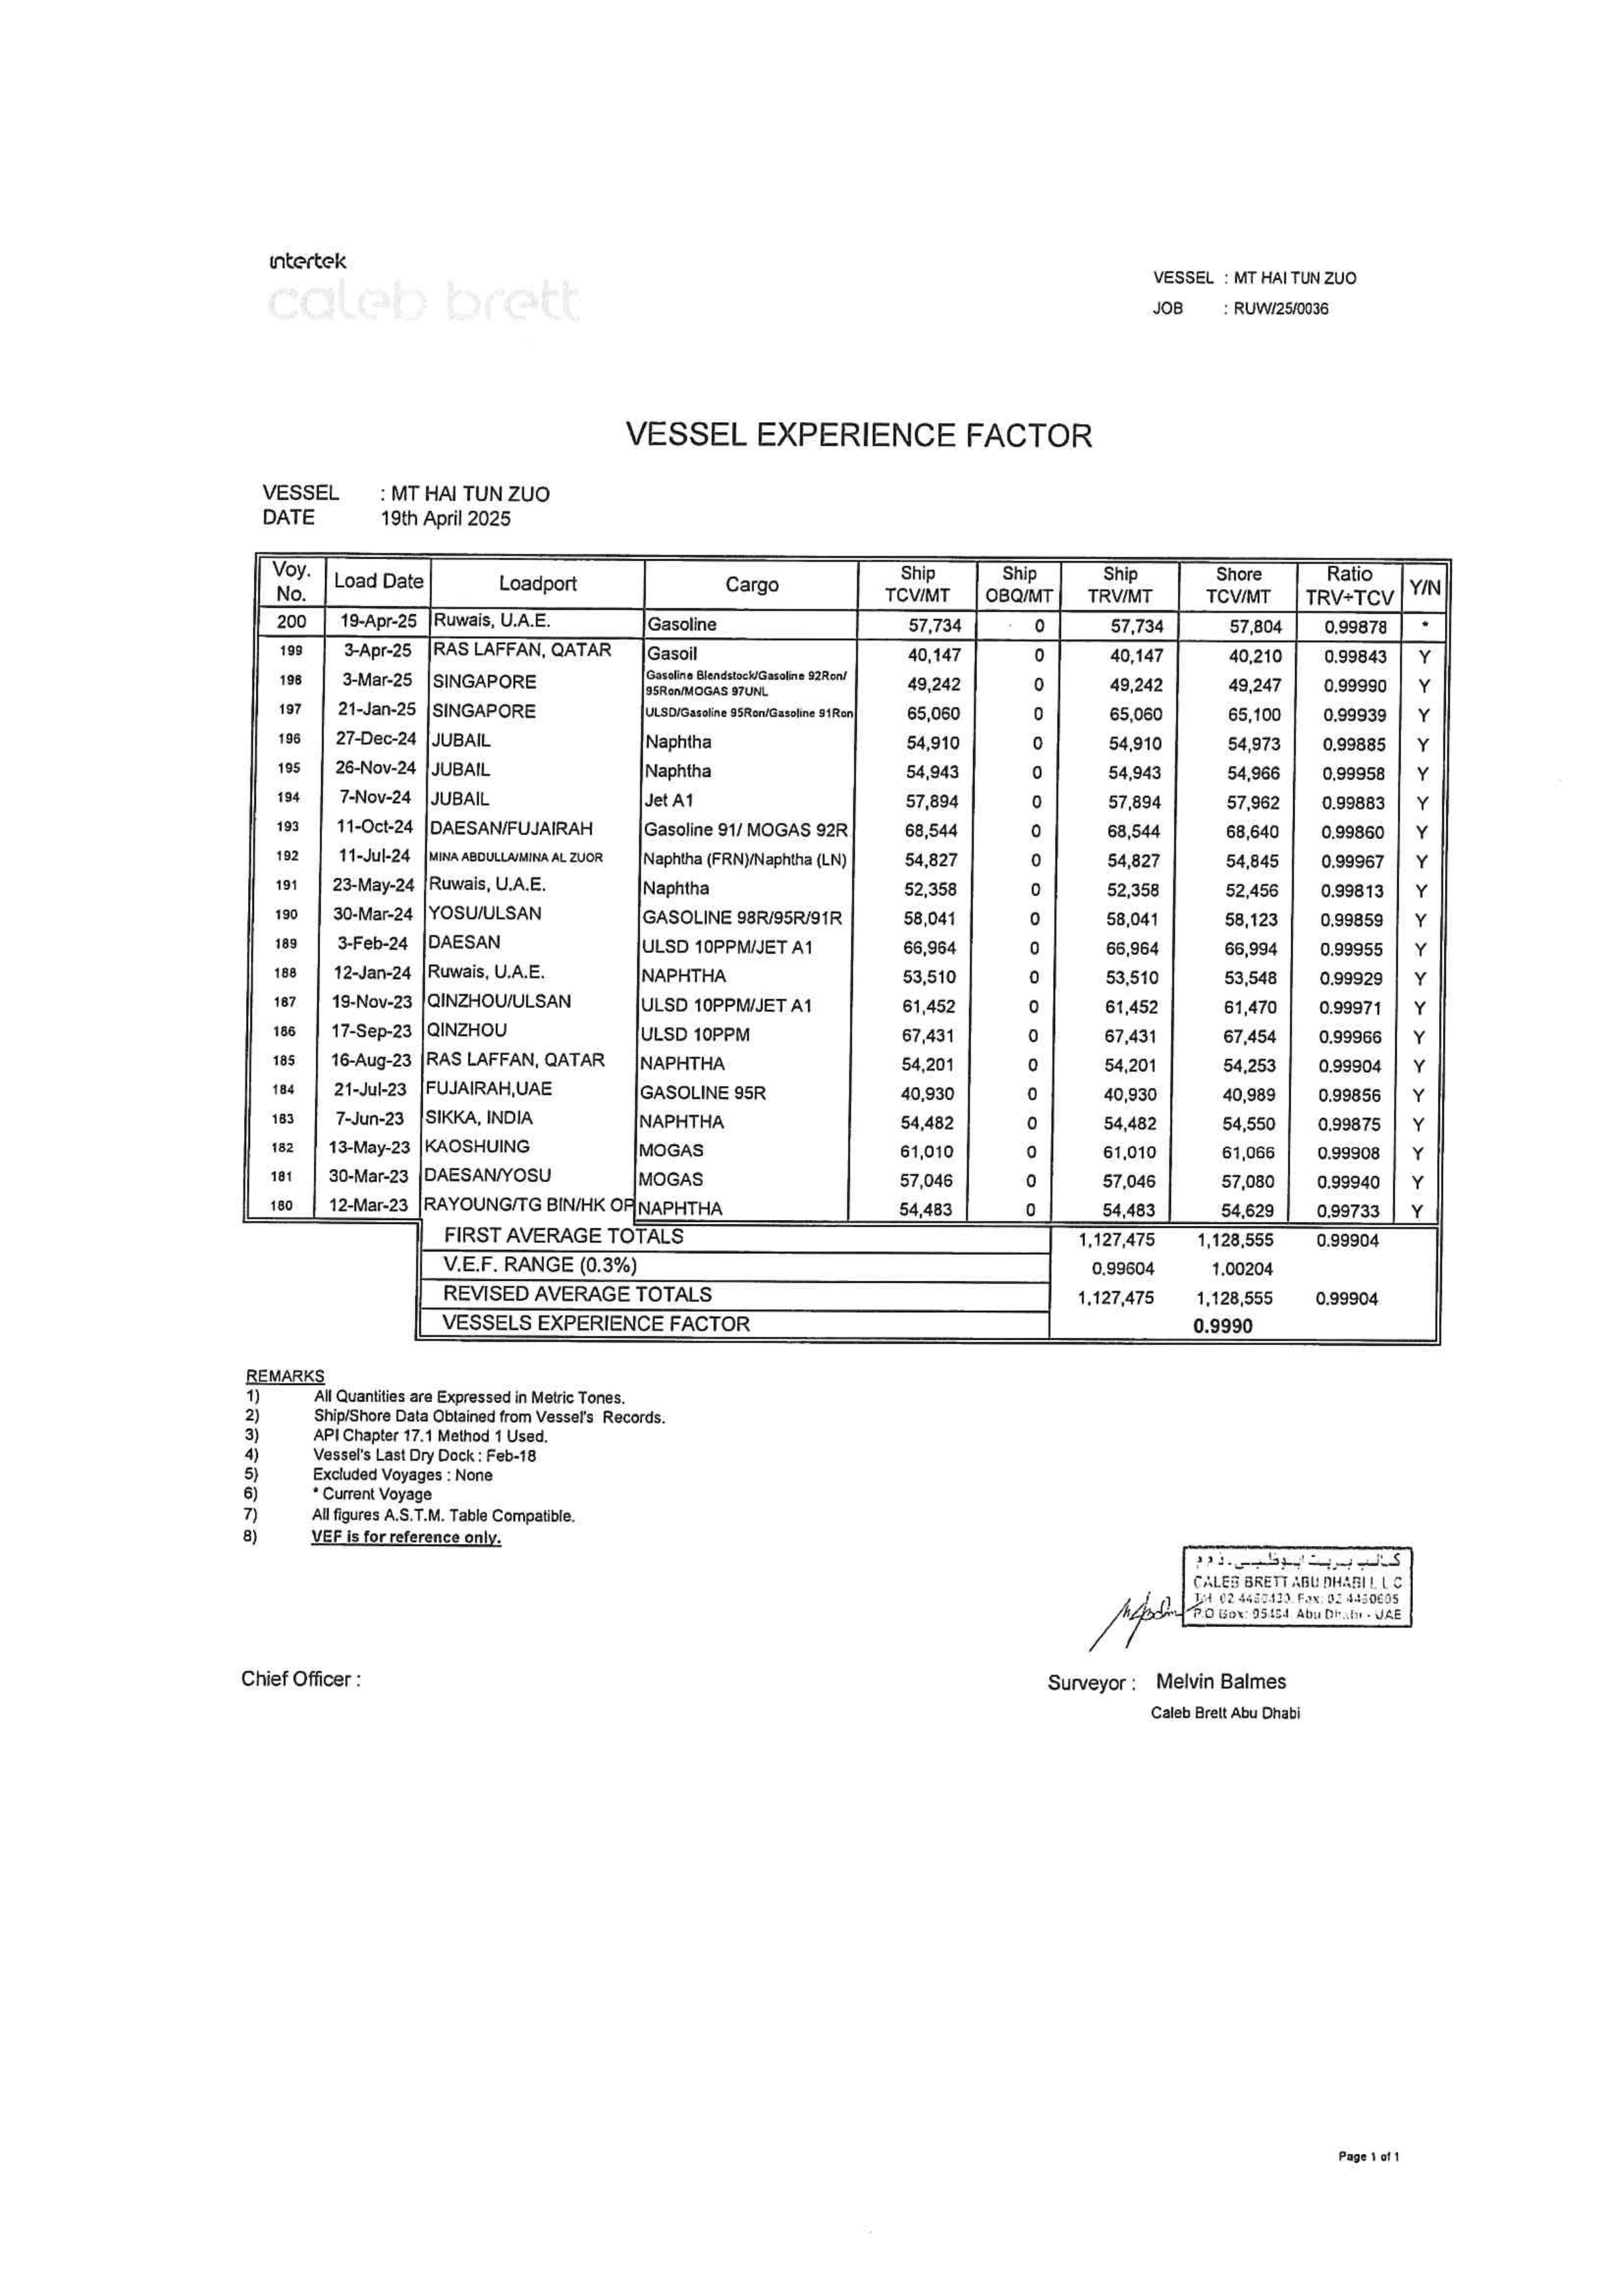 intertek
caleb brett
VESSEL : MT HAI TUN ZUO
JOB : RUW/25/0036
VESSEL EXPERIENCE FACTOR
VESSEL : MT HAI TUN ZUO
DATE 19th April 2025
Voy. No. Load Date Loadport Cargo Ship TCV/MT Ship OBQ/MT Ship TRV/MT Shore TCV/MT Ratio TRV÷TCV Y/N
200 19-Apr-25 Ruwais, U.A.E. Gasoline 57,734 0 57,734 57,804 0.99878 *
199 3-Apr-25 RAS LAFFAN, QATAR Gasoil 40,147 0 40,147 40,210 0.99843 Y
198 3-Mar-25 SINGAPORE Gasoline Blendstock/Gasoline 92Ron/ 95Ron/MOGAS 97UNL 49,242 0 49,242 49,247 0.99990 Y
197 21-Jan-25 SINGAPORE ULSD/Gasoline 95Ron/Gasoline 91Ron 65,060 0 65,060 65,100 0.99939 Y
196 27-Dec-24 JUBAIL Naphtha 54,910 0 54,910 54,973 0.99885 Y
195 26-Nov-24 JUBAIL Naphtha 54,943 0 54,943 54,966 0.99958 Y
194 7-Nov-24 JUBAIL Jet A1 57,894 0 57,894 57,962 0.99883 Y
193 11-Oct-24 DAESAN/FUJAIRAH Gasoline 91/ MOGAS 92R 68,544 0 68,544 68,640 0.99860 Y
192 11-Jul-24 MINA ABDULLA/MINA AL ZUOR Naphtha (FRN)/Naphtha (LN) 54,827 0 54,827 54,845 0.99967 Y
191 23-May-24 Ruwais, U.A.E. Naphtha 52,358 0 52,358 52,456 0.99813 Y
190 30-Mar-24 YOSU/ULSAN GASOLINE 98R/95R/91R 58,041 0 58,041 58,123 0.99859 Y
189 3-Feb-24 DAESAN ULSD 10PPM/JET A1 66,964 0 66,964 66,994 0.99955 Y
188 12-Jan-24 Ruwais, U.A.E. NAPHTHA 53,510 0 53,510 53,548 0.99929 Y
187 19-Nov-23 QINZHOU/ULSAN ULSD 10PPM/JET A1 61,452 0 61,452 61,470 0.99971 Y
186 17-Sep-23 QINZHOU ULSD 10PPM 67,431 0 67,431 67,454 0.99966 Y
185 16-Aug-23 RAS LAFFAN, QATAR NAPHTHA 54,201 0 54,201 54,253 0.99904 Y
184 21-Jul-23 FUJAIRAH,UAE GASOLINE 95R 40,930 0 40,930 40,989 0.99856 Y
183 7-Jun-23 SIKKA, INDIA NAPHTHA 54,482 0 54,482 54,550 0.99875 Y
182 13-May-23 KAOSHUING MOGAS 61,010 0 61,010 61,066 0.99908 Y
181 30-Mar-23 DAESAN/YOSU MOGAS 57,046 0 57,046 57,080 0.99940 Y
180 12-Mar-23 RAYOUNG/TG BIN/HK OP NAPHTHA 54,483 0 54,483 54,629 0.99733 Y
FIRST AVERAGE TOTALS 1,127,475 1,128,555 0.99904
V.E.F. RANGE (0.3%) 0.99604 1.00204
REVISED AVERAGE TOTALS 1,127,475 1,128,555 0.99904
VESSELS EXPERIENCE FACTOR 0.9990
REMARKS
1) All Quantities are Expressed in Metric Tones.
2) Ship/Shore Data Obtained from Vessel's Records.
3) API Chapter 17.1 Method 1 Used.
4) Vessel's Last Dry Dock : Feb-18
5) Excluded Voyages : None
6) * Current Voyage
7) All figures A.S.T.M. Table Compatible.
8) VEF is for reference only.
CALEB BRETT ABU DHABI L L C
P.O Box: Abu Dhabi - UAE
Chief Officer :
Surveyor : Melvin Balmes
Caleb Brett Abu Dhabi
Page 1 of 1